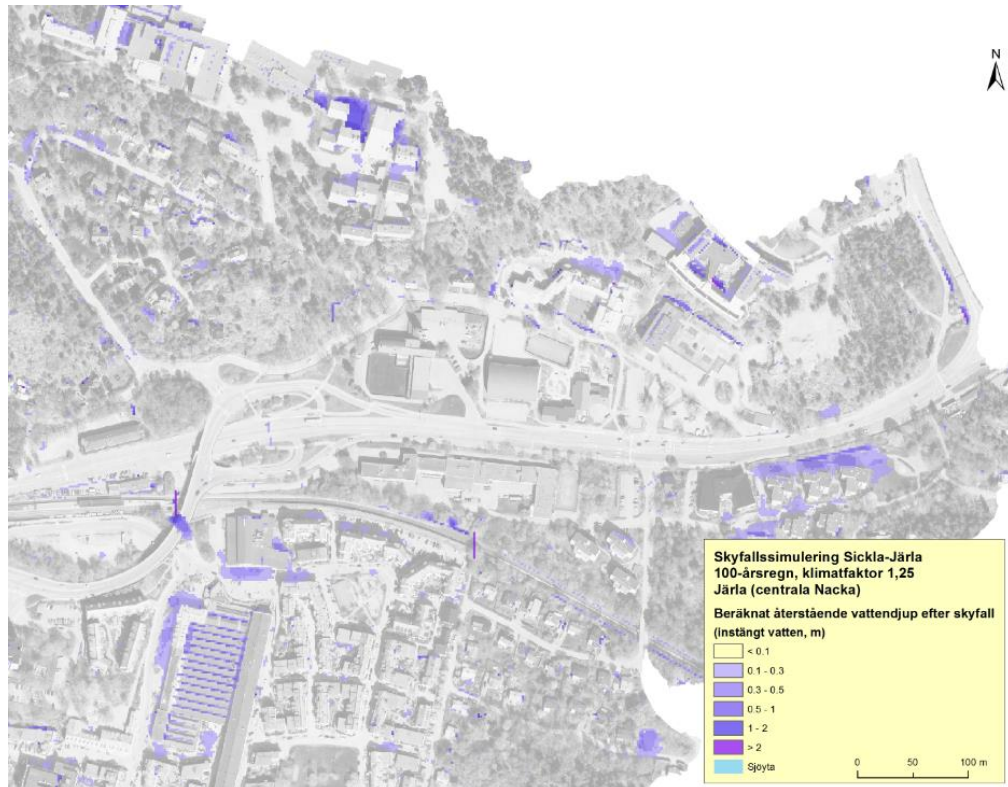 N
Skyfallssimulering Sickla-Järla
100-årsregn, klimatfaktor 1,25
Järla (centrala Nacka)
Beräknat återstående vattendjup efter skyfall
(instängt vatten, m)
< 0.1
0.1 - 0.3
0.3 - 0.5
0.5 - 1
1 - 2
> 2
Sjöyta
0 50 100 m